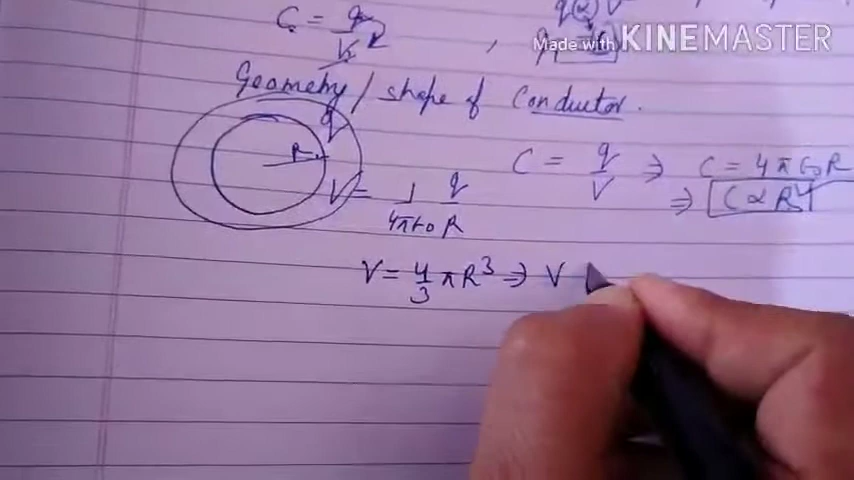 C = q/V
q ∝ V
Made with KINEMASTER
Geometry / shape of Conductor.
q
R
V = 1/4πε₀ q/R
C = q/V ⇒ C = 4πε₀R
⇒ C ∝ R
V = 4/3 πR³ ⇒ V